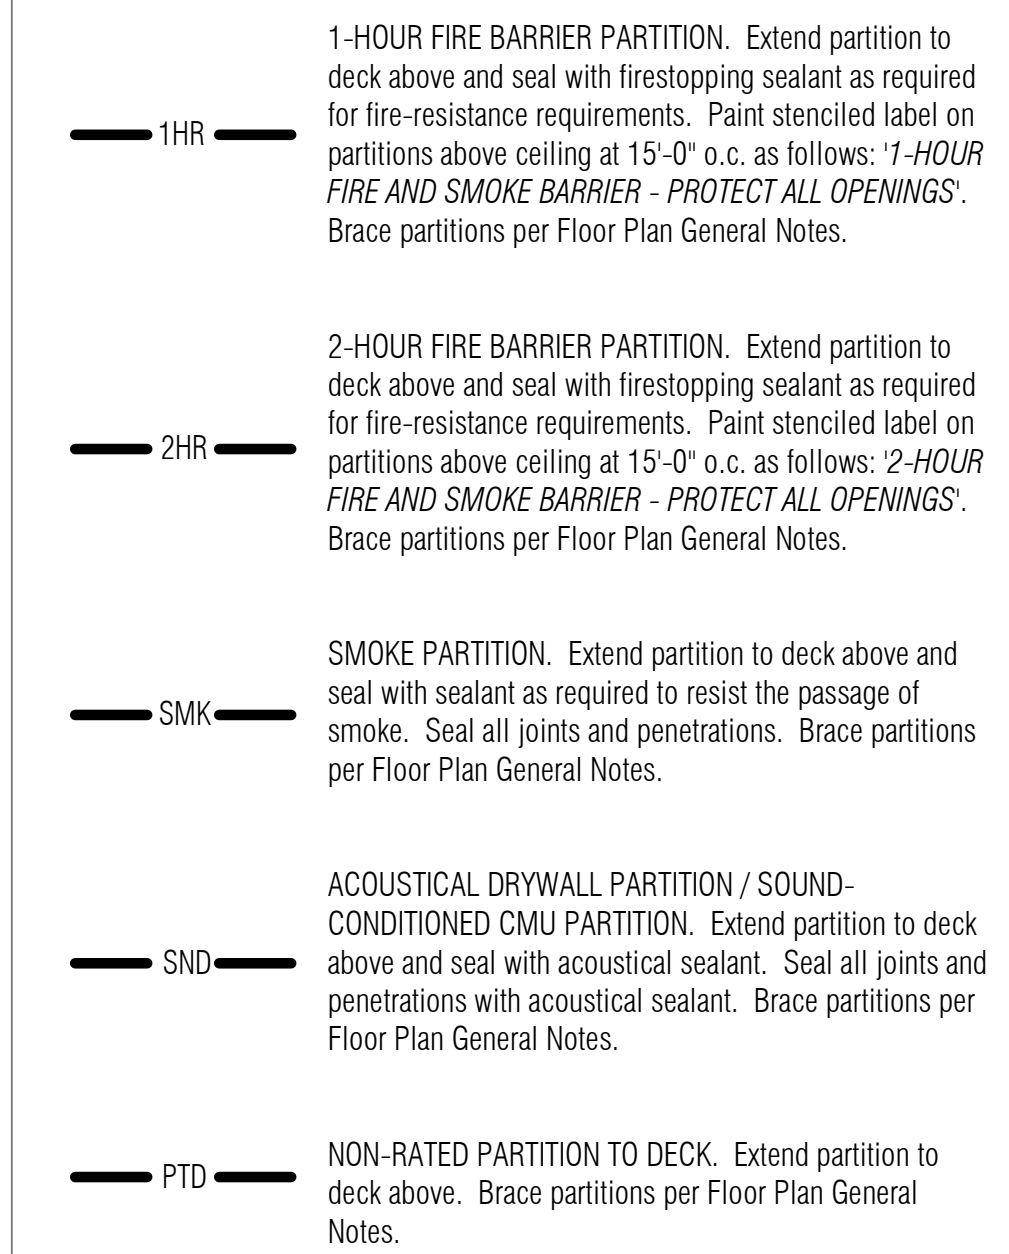 1-HOUR FIRE BARRIER PARTITION.  Extend partition to
deck above and seal with firestopping sealant as required
for fire-resistance requirements.  Paint stenciled label on
1HR
partitions above ceiling at 15'-0" o.c. as follows: '1-HOUR
FIRE AND SMOKE BARRIER - PROTECT ALL OPENINGS'.
Brace partitions per Floor Plan General Notes.
2-HOUR FIRE BARRIER PARTITION.  Extend partition to
deck above and seal with firestopping sealant as required
for fire-resistance requirements.  Paint stenciled label on
2HR
partitions above ceiling at 15'-0" o.c. as follows: '2-HOUR
FIRE AND SMOKE BARRIER - PROTECT ALL OPENINGS'.
Brace partitions per Floor Plan General Notes.
SMOKE PARTITION.  Extend partition to deck above and
seal with sealant as required to resist the passage of
SMK
smoke.  Seal all joints and penetrations.  Brace partitions
per Floor Plan General Notes.
ACOUSTICAL DRYWALL PARTITION / SOUND-
CONDITIONED CMU PARTITION.  Extend partition to deck
SND
above and seal with acoustical sealant.  Seal all joints and
penetrations with acoustical sealant.  Brace partitions per
Floor Plan General Notes.
NON-RATED PARTITION TO DECK.  Extend partition to
PTD
deck above.  Brace partitions per Floor Plan General
Notes.